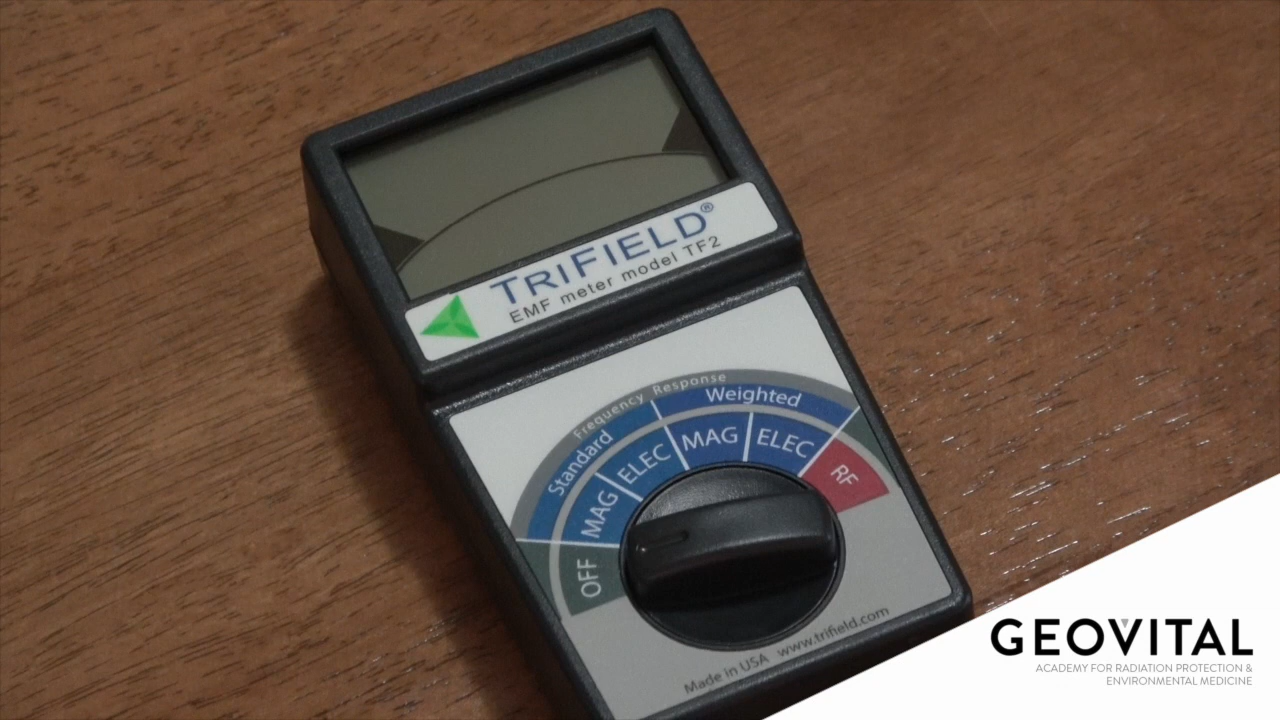 TRIFIELD®
EMF meter model TF2
Frequency Response
Standard
Weighted
OFF
MAG
ELEC
MAG
ELEC
RF
Made in USA www.trifield.com
GEOVITAL
ACADEMY FOR RADIATION PROTECTION &
ENVIRONMENTAL MEDICINE